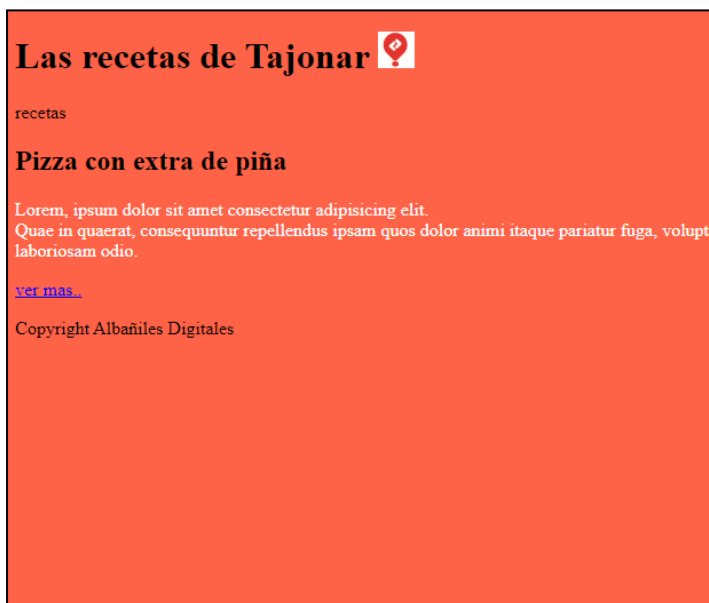 Las recetas de Tajonar
recetas
Pizza con extra de piña
Lorem, ipsum dolor sit amet consectetur adipisicing elit.
Quae in quaerat, consequuntur repellendus ipsam quos dolor animi itaque pariatur fuga, volupt
laboriosam odio.
ver mas..
Copyright Albañiles Digitales